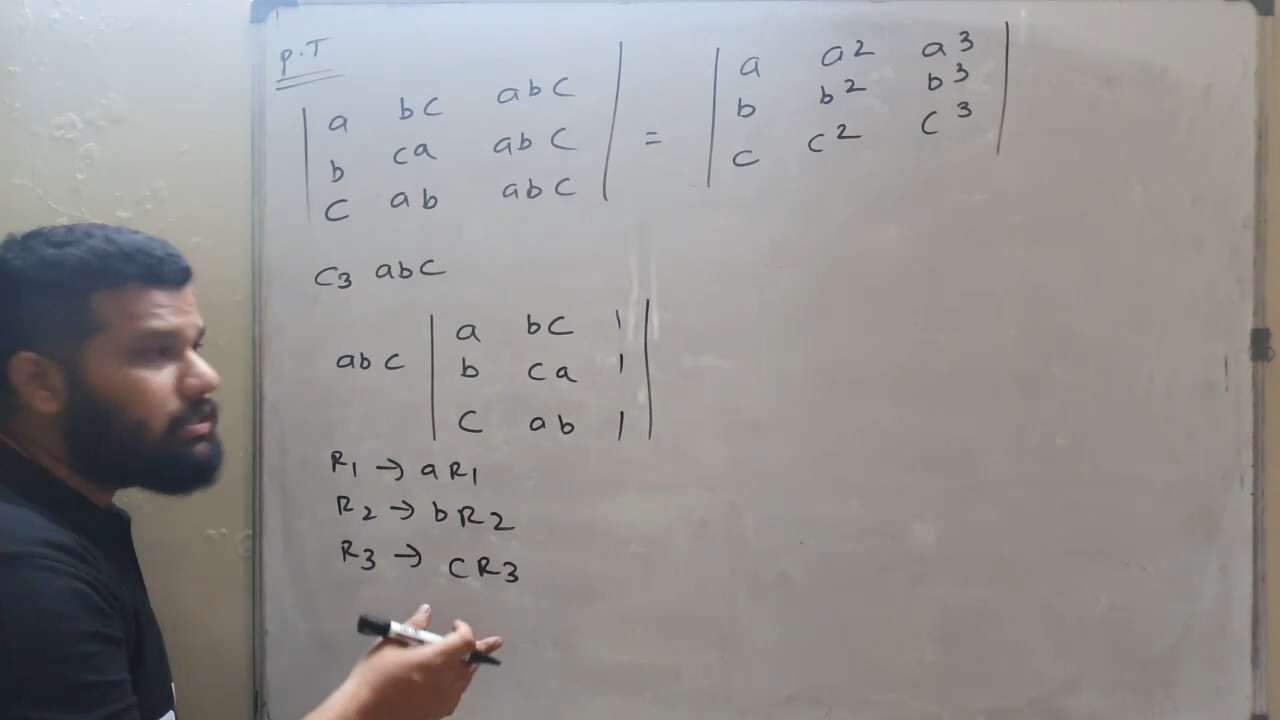 P.T
| a bc abc | = | a a² a³ |
| b ca abc | | b b² b³ |
| c ab abc | | c c² c³ |
C3 abc
| a bc 1 |
abc | b ca 1 |
| c ab 1 |
R1 → aR1
R2 → bR2
R3 → CR3